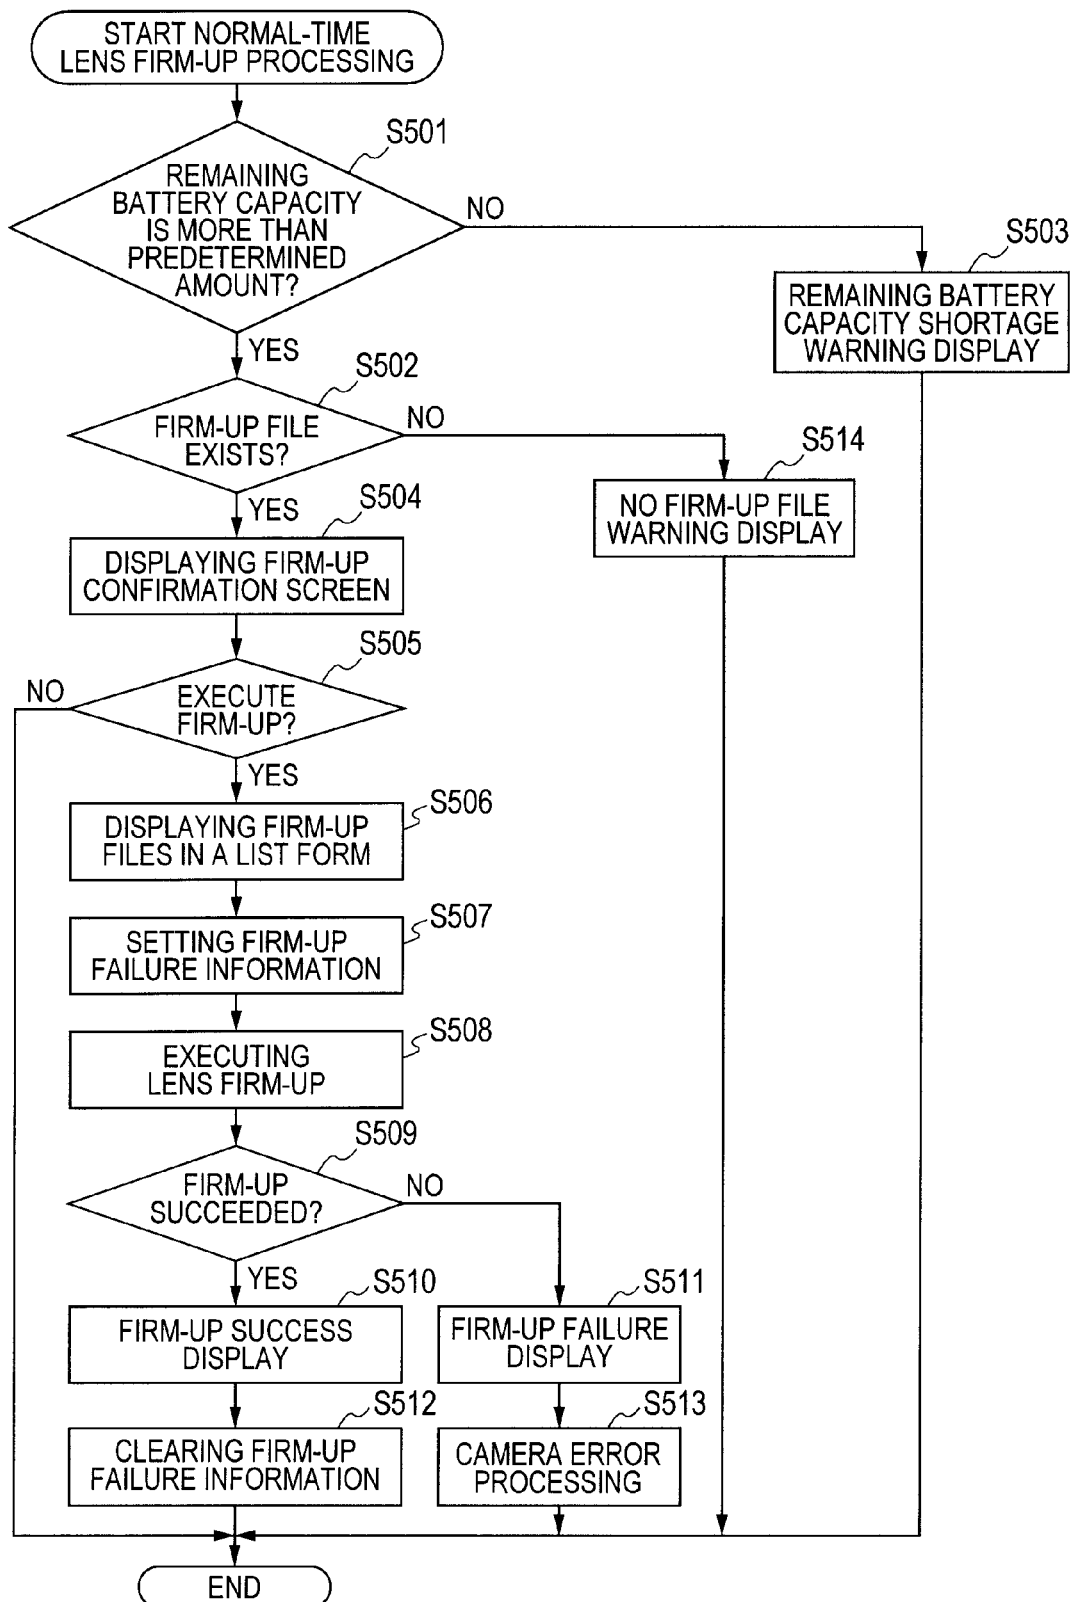 START NORMAL-TIME
LENS FIRM-UP PROCESSING
S501
REMAINING
BATTERY CAPACITY
IS MORE THAN
PREDETERMINED
AMOUNT?
NO
YES
S503
REMAINING BATTERY
CAPACITY SHORTAGE
WARNING DISPLAY
S502
FIRM-UP FILE
EXISTS?
NO
YES
S514
NO FIRM-UP FILE
WARNING DISPLAY
S504
DISPLAYING FIRM-UP
CONFIRMATION SCREEN
S505
EXECUTE
FIRM-UP?
NO
YES
S506
DISPLAYING FIRM-UP
FILES IN A LIST FORM
S507
SETTING FIRM-UP
FAILURE INFORMATION
S508
EXECUTING
LENS FIRM-UP
S509
FIRM-UP
SUCCEEDED?
NO
YES
S510
FIRM-UP SUCCESS
DISPLAY
S511
FIRM-UP FAILURE
DISPLAY
S512
CLEARING FIRM-UP
FAILURE INFORMATION
S513
CAMERA ERROR
PROCESSING
END